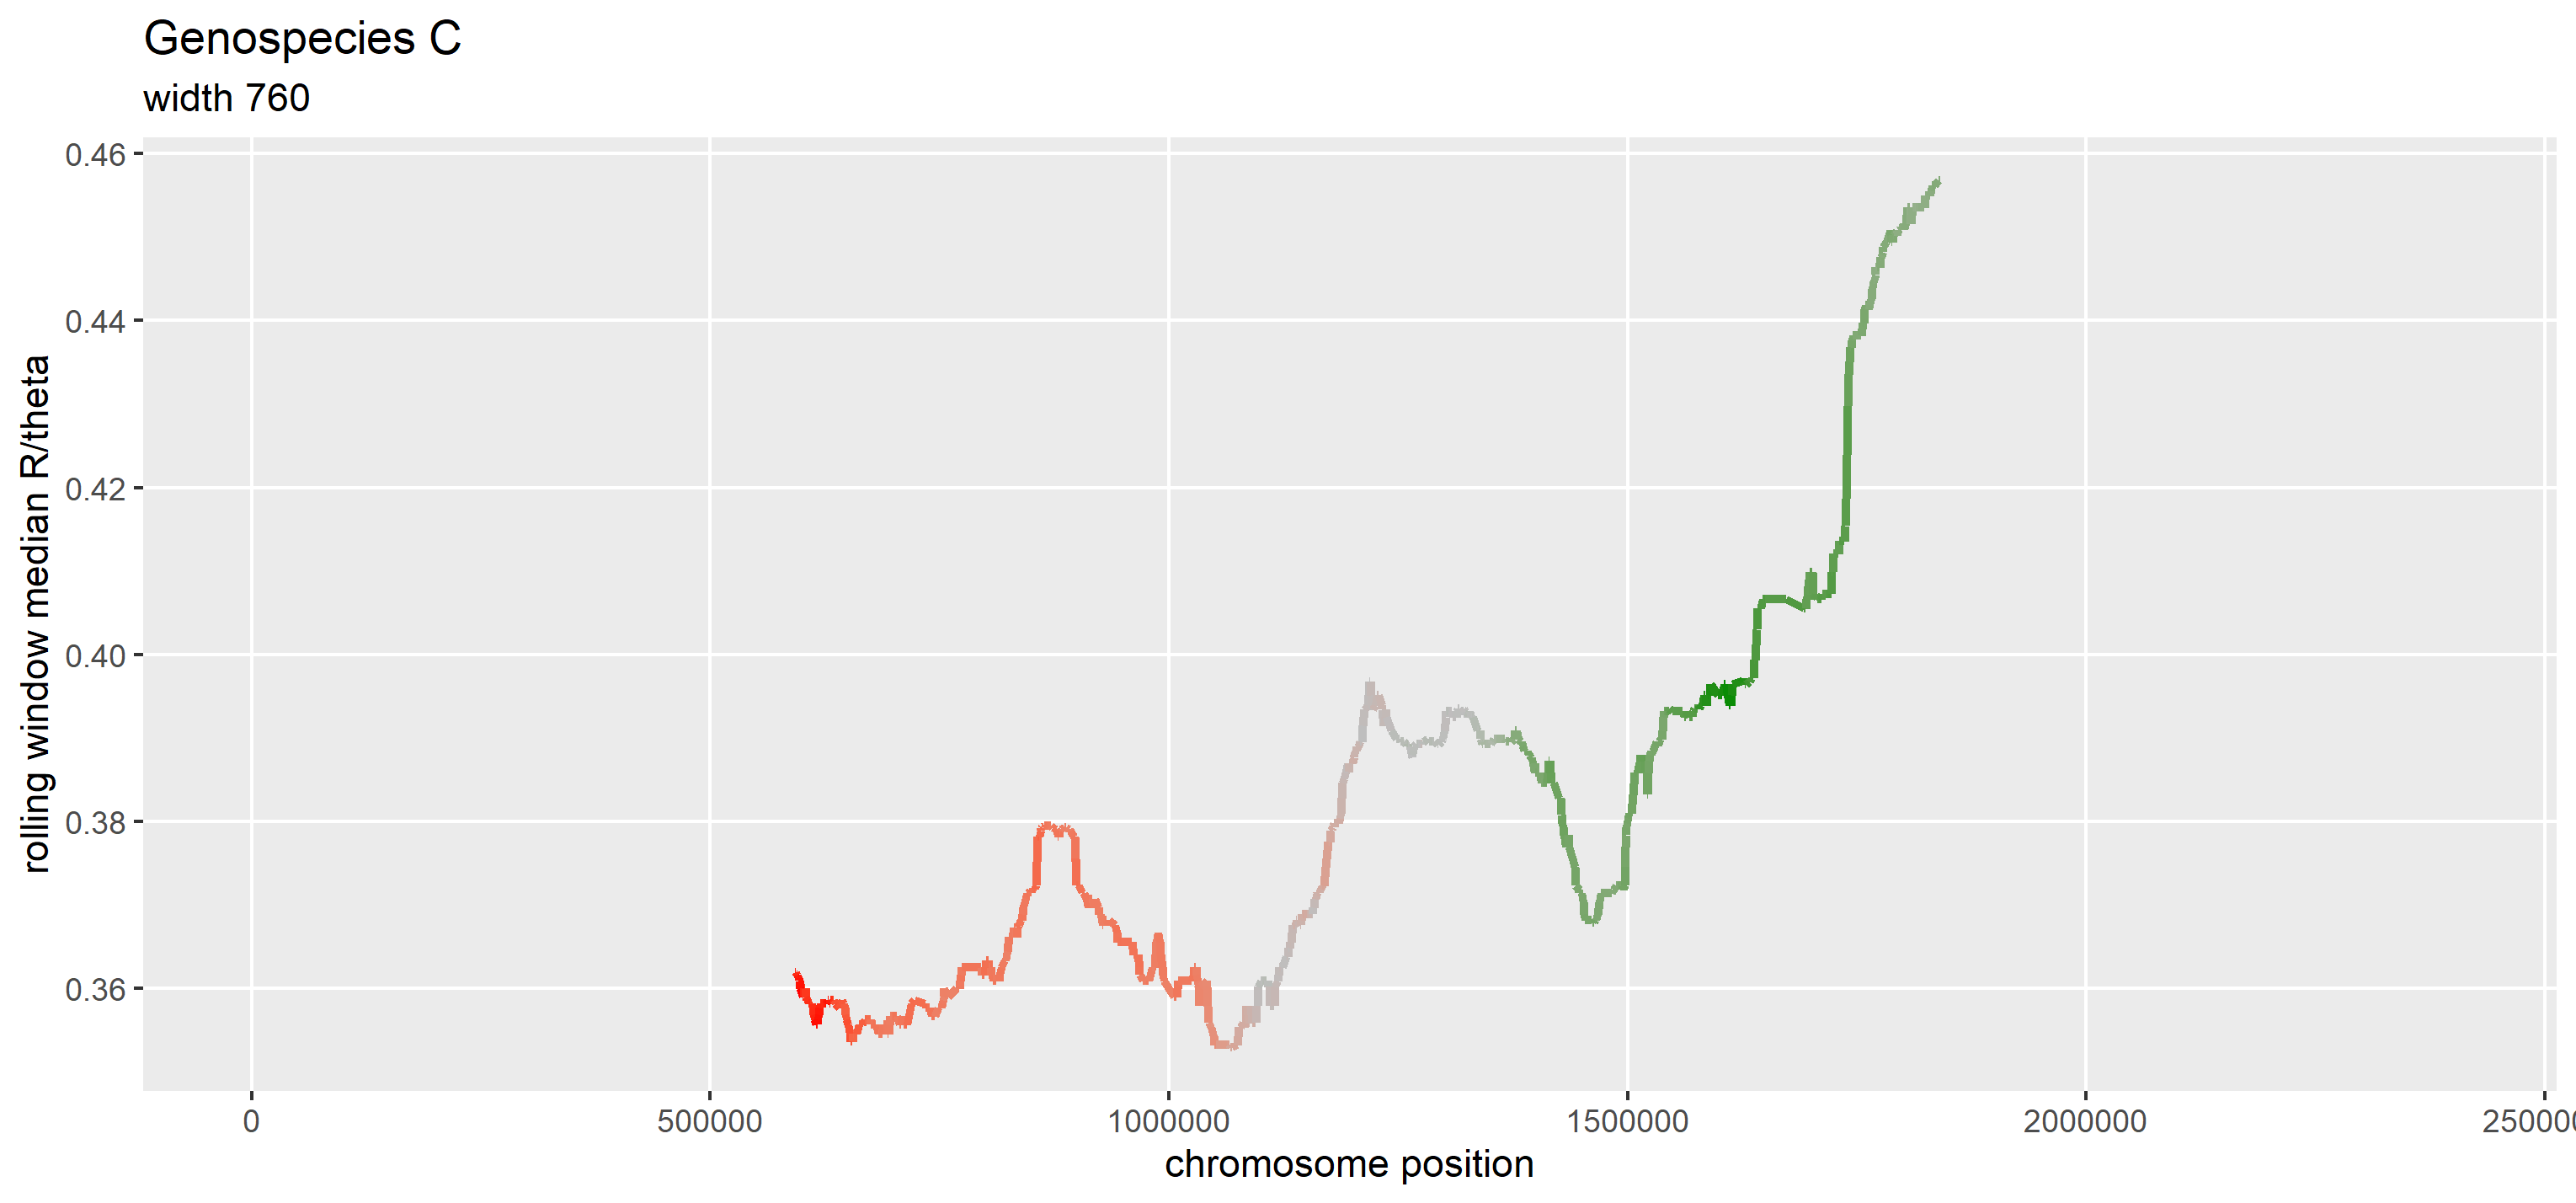 Genospecies C
width 760
rolling window median R/theta
0.46
0.44
0.42
0.40
0.38
0.36
0 500000 1000000 1500000 2000000 250000
chromosome position